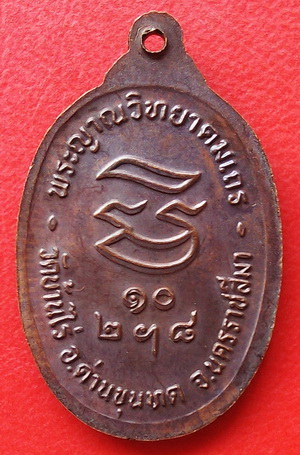 พระญาณวิทยาคมเถร
๑๐
๒ ๓ ๘
วัดบ้านไร่ อ.ด่านขุนทด จ.นครราชสีมา